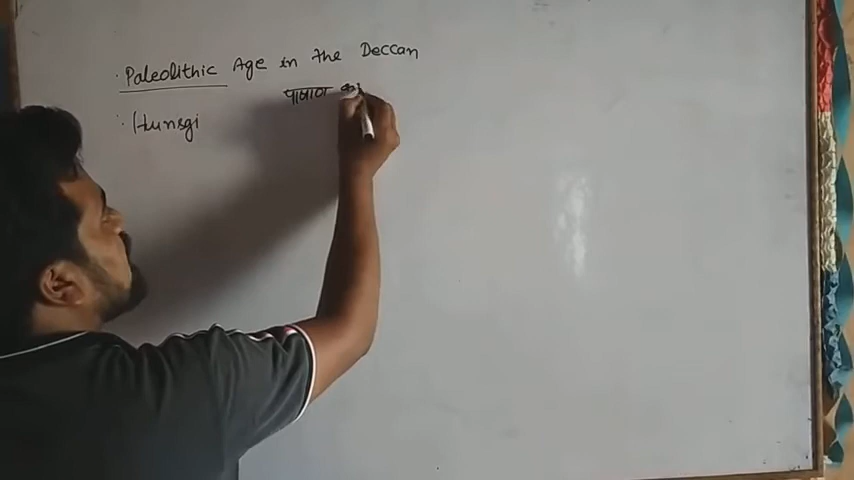 · Paleolithic Age in the Deccan
पाषाण
· Hunsgi